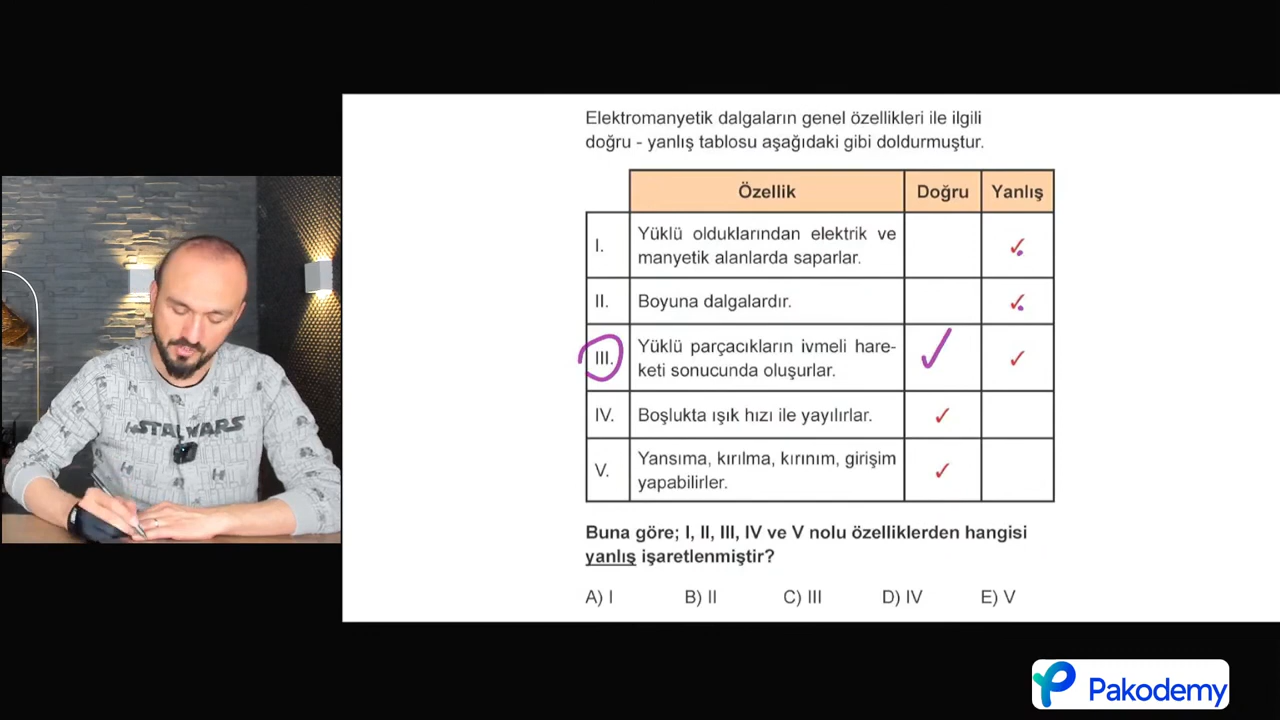 Elektromanyetik dalgaların genel özellikleri ile ilgili
doğru - yanlış tablosu aşağıdaki gibi doldurmuştur.
Özellik Doğru Yanlış
I. Yüklü olduklarından elektrik ve
manyetik alanlarda saparlar. ✓
II. Boyuna dalgalardır. ✓
III. Yüklü parçacıkların ivmeli hare-
keti sonucunda oluşurlar. ✓ ✓
IV. Boşlukta ışık hızı ile yayılırlar. ✓
V. Yansıma, kırılma, kırınım, girişim
yapabilirler. ✓
Buna göre; I, II, III, IV ve V nolu özelliklerden hangisi
yanlış işaretlenmiştir?
A) I B) II C) III D) IV E) V
STAR WARS
Pakodemy